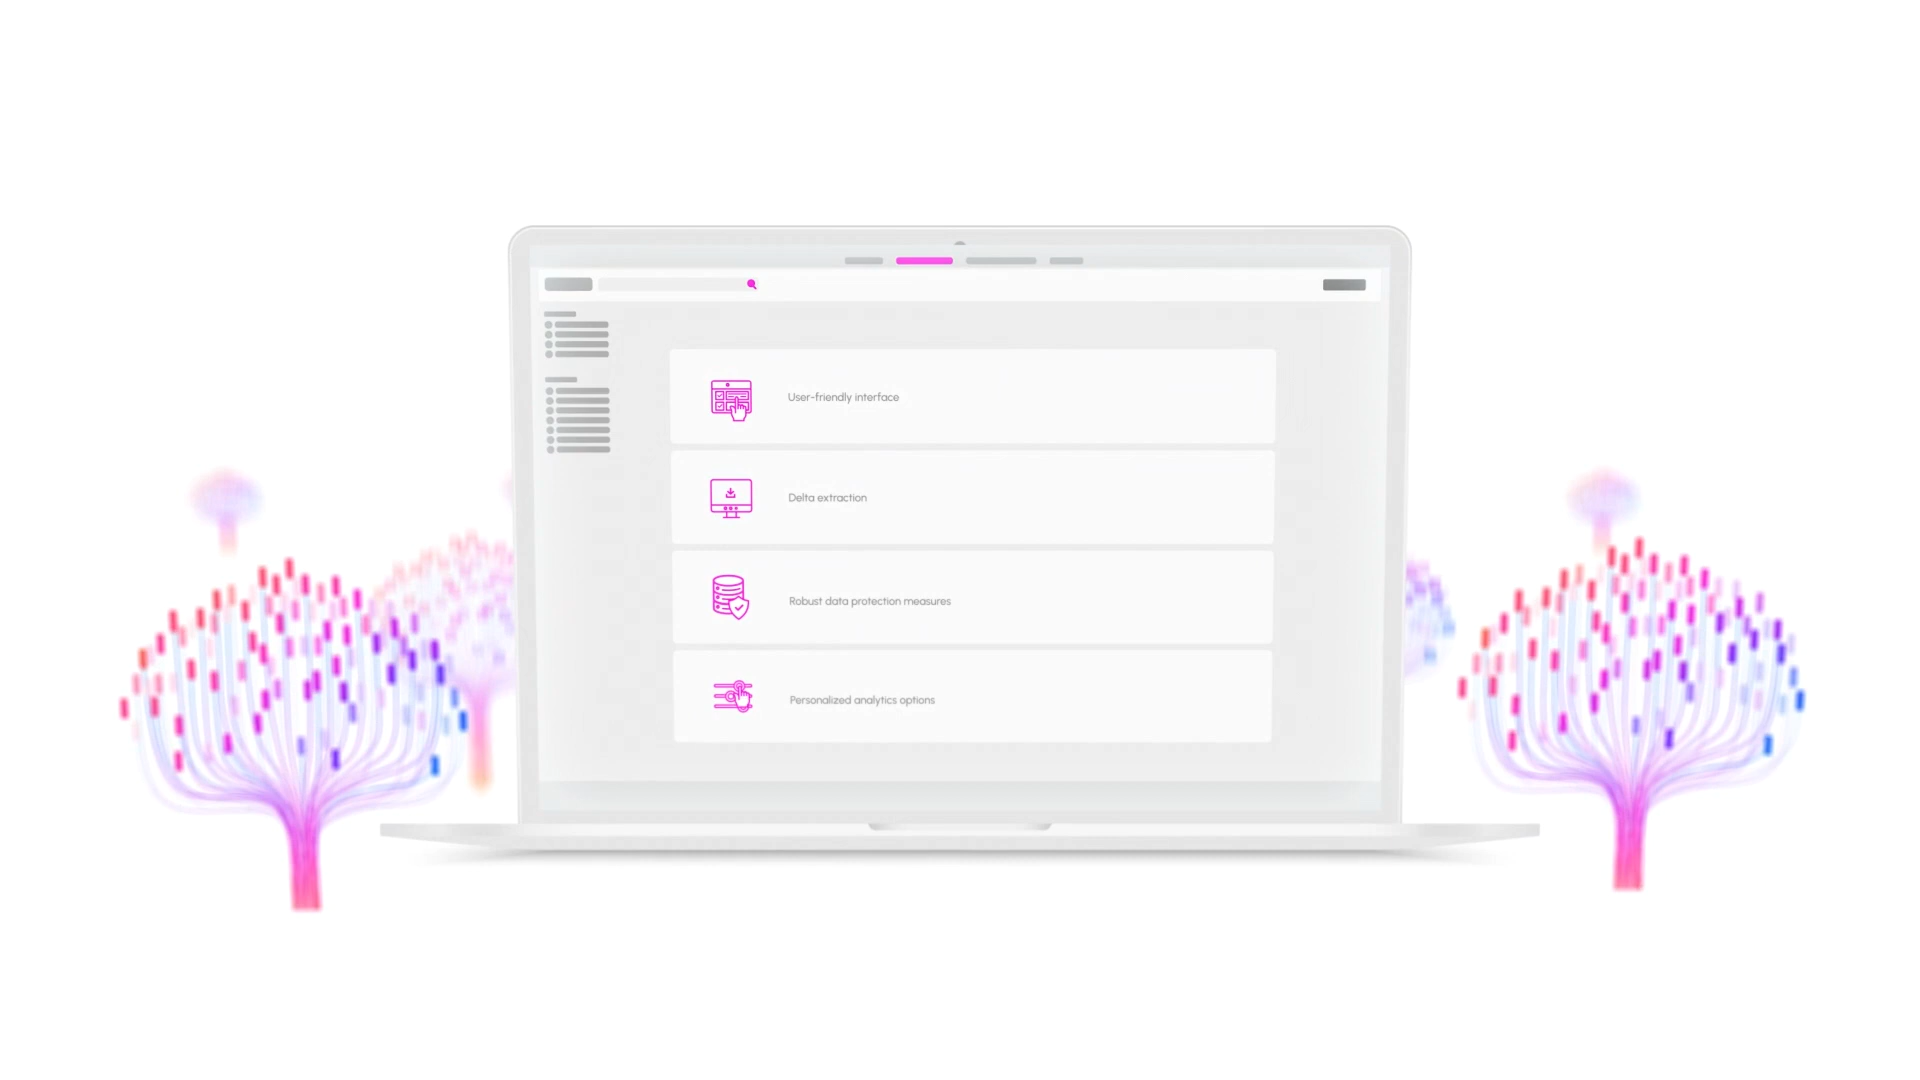 User-friendly interface
Delta extraction
Robust data protection measures
Personalized analytics options